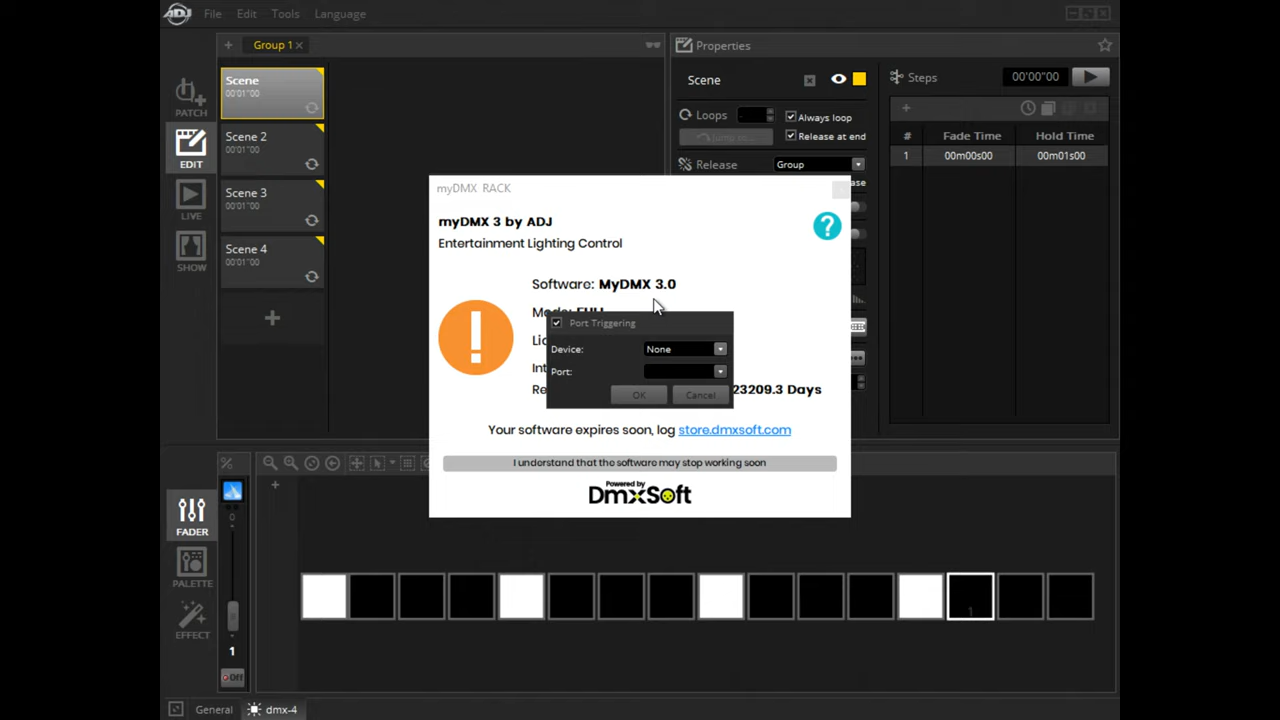 ADJ File Edit Tools Language
+ Group 1 ×
Properties
Scene
00'01"00
Scene 2
00'01"00
Scene 3
00'01"00
Scene 4
00'01"00
+
PATCH
EDIT
LIVE
SHOW
Scene
Loops
Always loop
Release at end
Release Group
Steps 00'00"00
+
# Fade Time Hold Time
1 00m00s00 00m01s00
myDMX RACK
myDMX 3 by ADJ
Entertainment Lighting Control
?
Software: MyDMX 3.0
!
Port Triggering
Device: None
Port:
OK Cancel
23209.3 Days
Your software expires soon, log store.dmxsoft.com
I understand that the software may stop working soon
Powered by
DmxSoft
FADER
PALETTE
EFFECT
%
0
1
Off
+
1
General dmx-4